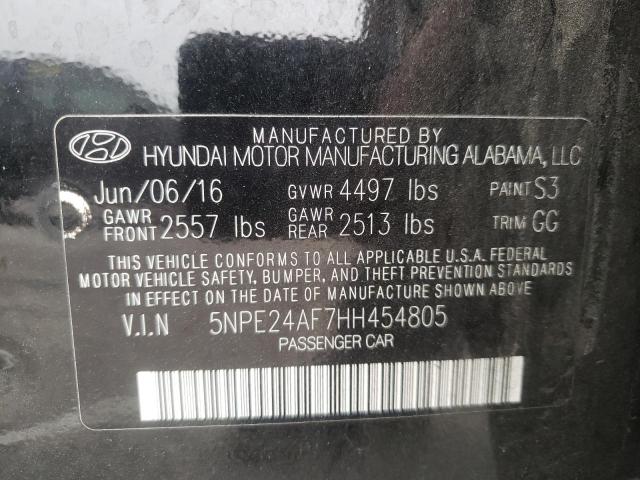 MANUFACTURED BY
HYUNDAI MOTOR MANUFACTURING ALABAMA, LLC
Jun/06/16 GVWR 4497 lbs PAINT S3
GAWR FRONT 2557 lbs GAWR REAR 2513 lbs TRIM GG
THIS VEHICLE CONFORMS TO ALL APPLICABLE U.S.A. FEDERAL
MOTOR VEHICLE SAFETY, BUMPER, AND THEFT PREVENTION STANDARDS
IN EFFECT ON THE DATE OF MANUFACTURE SHOWN ABOVE.
V.I.N 5NPE24AF7HH454805
PASSENGER CAR